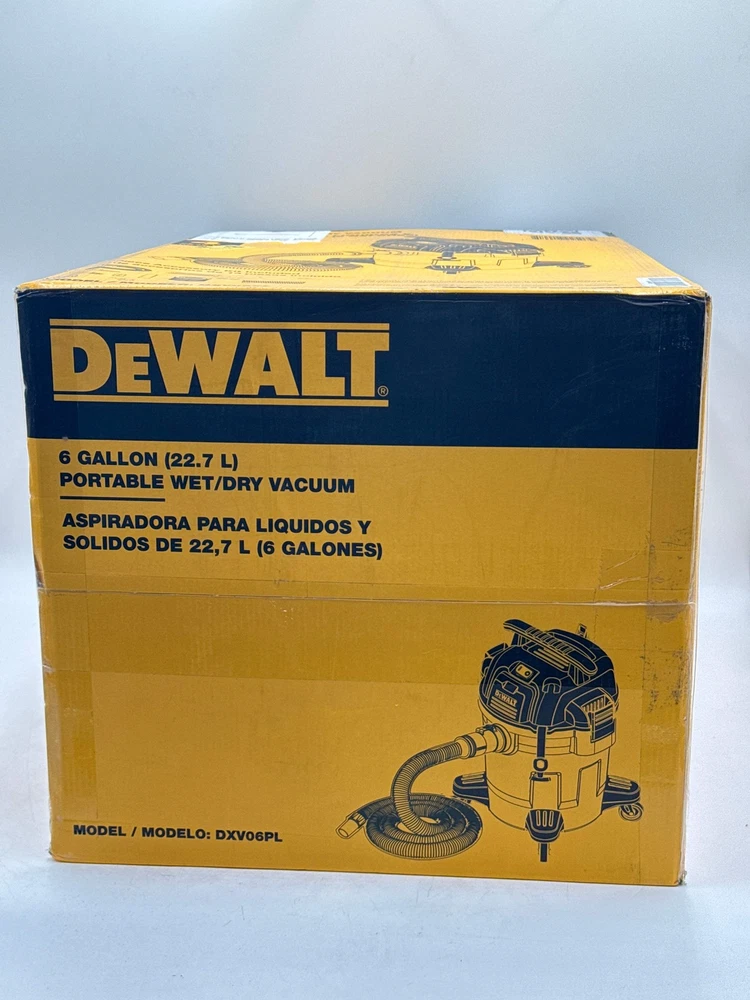 DEWALT®
6 GALLON (22.7 L)
PORTABLE WET/DRY VACUUM
ASPIRADORA PARA LIQUIDOS Y
SOLIDOS DE 22,7 L (6 GALONES)
DEWALT
MODEL / MODELO: DXV06PL